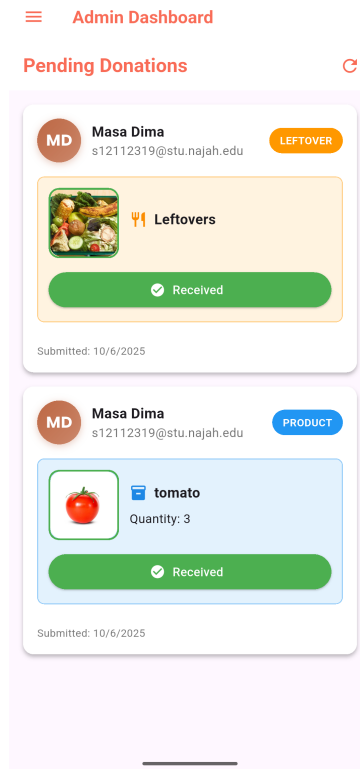 Admin Dashboard
Pending Donations
MD
Masa Dima
s12112319@stu.najah.edu
LEFTOVER
Leftovers
Received
Submitted: 10/6/2025
MD
Masa Dima
s12112319@stu.najah.edu
PRODUCT
tomato
Quantity: 3
Received
Submitted: 10/6/2025